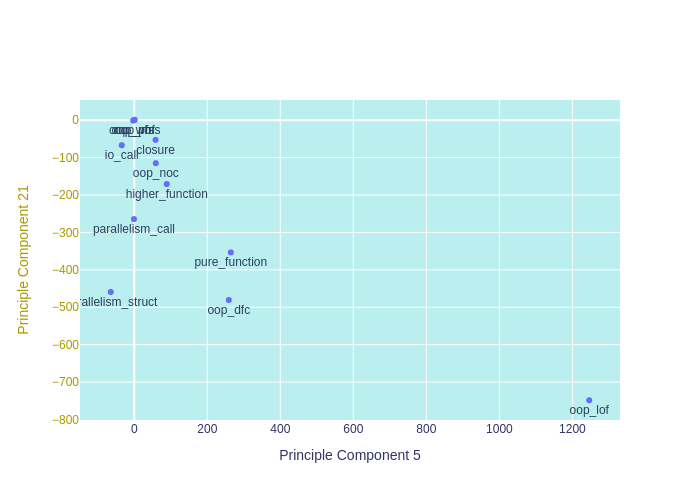 0
−100
−200
−300
−400
−500
−600
−700
−800
Principle Component 21
closure
io_call
oop_noc
higher_function
parallelism_call
pure_function
rallelism_struct
oop_dfc
oop_lof
0
200
400
600
800
1000
1200
Principle Component 5